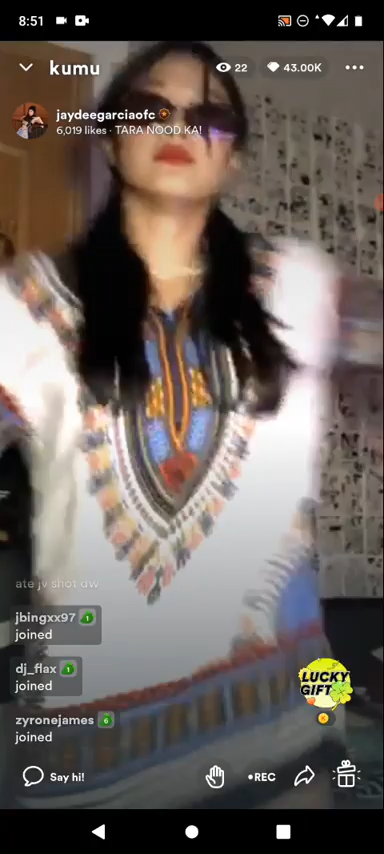 8:51
kumu
22
43.00K
jaydeegarciaofc
6,019 likes · TARA NOOD KA!
ate jv shot aw
jbingxx97 1
joined
dj_flax 1
joined
LUCKY
GIFT
zyronejames 6
joined
Say hi!
•REC